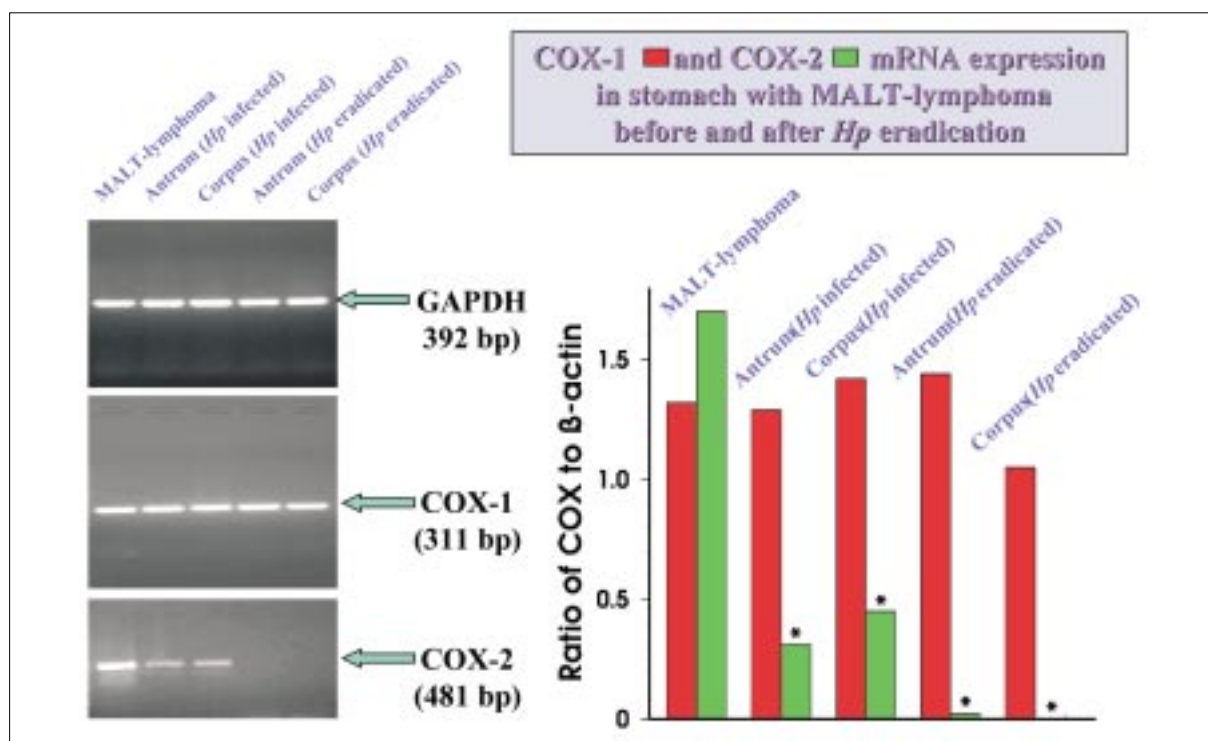 COX-1 and COX-2 mRNA expression
in stomach with MALT-lymphoma
before and after Hp eradication
MALT-lymphoma
Antrum (Hp infected)
Corpus (Hp infected)
Antrum (Hp eradicated)
Corpus (Hp eradicated)
GAPDH
392 bp)
COX-1
(311 bp)
COX-2
(481 bp)
Ratio of COX to ß-actin
1.5
1.0
0.5
0
MALT-lymphoma
Antrum(Hp infected)
Corpus(Hp infected)
Antrum(Hp eradicated)
Corpus(Hp eradicated)
*
*
*
*